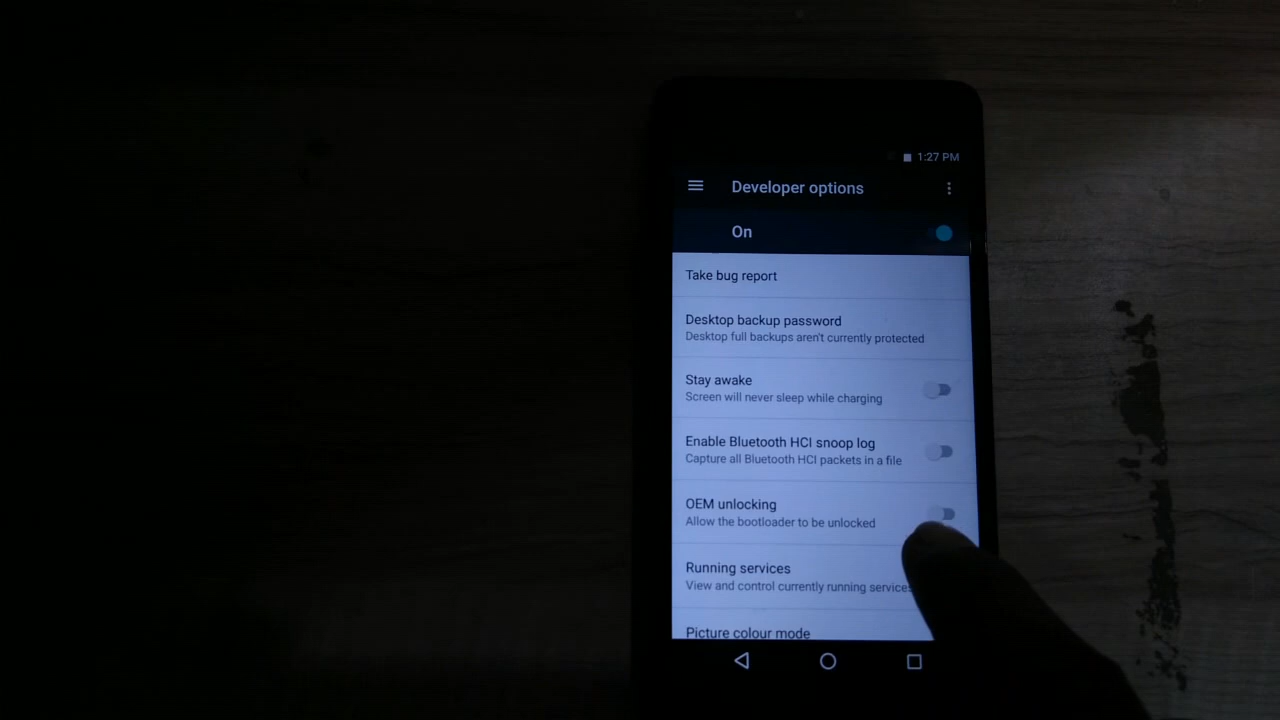 1:27 PM
Developer options
On
Take bug report
Desktop backup password
Desktop full backups aren't currently protected
Stay awake
Screen will never sleep while charging
Enable Bluetooth HCI snoop log
Capture all Bluetooth HCI packets in a file
OEM unlocking
Allow the bootloader to be unlocked
Running services
View and control currently running services
Picture colour mode